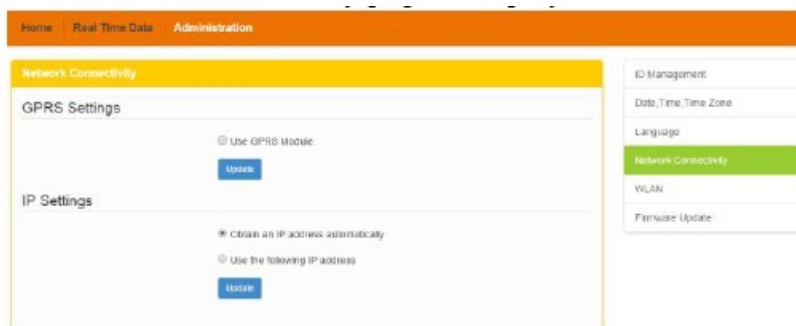 Home Real Time Data Administration
Network Connectivity
GPRS Settings
Use GPRS Module
Update
IP Settings
Obtain an IP address automatically
Use the following IP address
Update
ID Management
Date,Time,Time Zone
Language
Network Connectivity
WLAN
Firmware Update